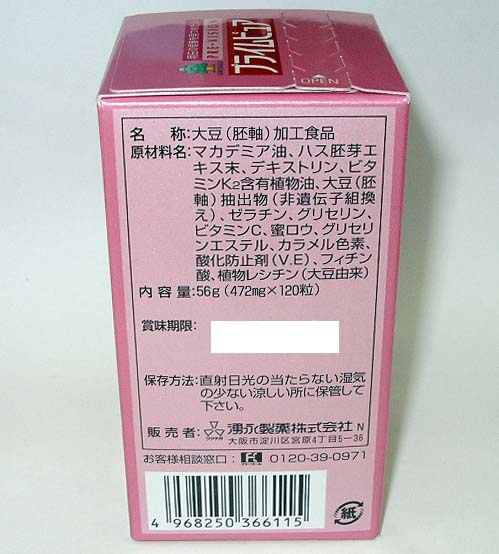 PRE-VISION
プライムピュア
OPEN
名　称:大豆(胚軸)加工食品
原材料名:マカデミア油、ハス胚芽エ
キス末、デキストリン、ビタ
ミンK2含有植物油、大豆(胚
軸)抽出物(非遺伝子組換
え)、ゼラチン、グリセリン、
ビタミンC、蜜ロウ、グリセリ
ンエステル、カラメル色素、
酸化防止剤(V.E)、フィチン
酸、植物レシチン(大豆由来)
内容量:56g(472mg×120粒)
賞味期限:
保存方法:直射日光の当たらない湿気
の少ない涼しい所に保管して
下さい。
販売者:湧永製薬株式会社 N
大阪市淀川区宮原4丁目5-36
お客様相談窓口 0120-39-0971
4 968250 366115
紙